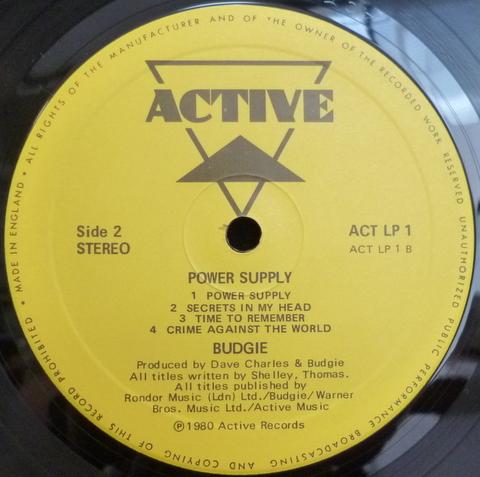 ALL RIGHTS OF THE MANUFACTURER AND OF THE OWNER OF THE RECORDED WORK RESERVED UNAUTHORIZED PUBLIC PERFORMANCE BROADCASTING AND COPYING OF THIS RECORD PROHIBITED • MADE IN ENGLAND •
ACTIVE
Side 2
STEREO
ACT LP 1
ACT LP 1 B
POWER SUPPLY
1 POWER SUPPLY
2 SECRETS IN MY HEAD
3 TIME TO REMEMBER
4 CRIME AGAINST THE WORLD
BUDGIE
Produced by Dave Charles & Budgie
All titles written by Shelley, Thomas.
All titles published by
Rondor Music (Ldn) Ltd./Budgie/Warner
Bros. Music Ltd./Active Music
Ⓟ1980 Active Records